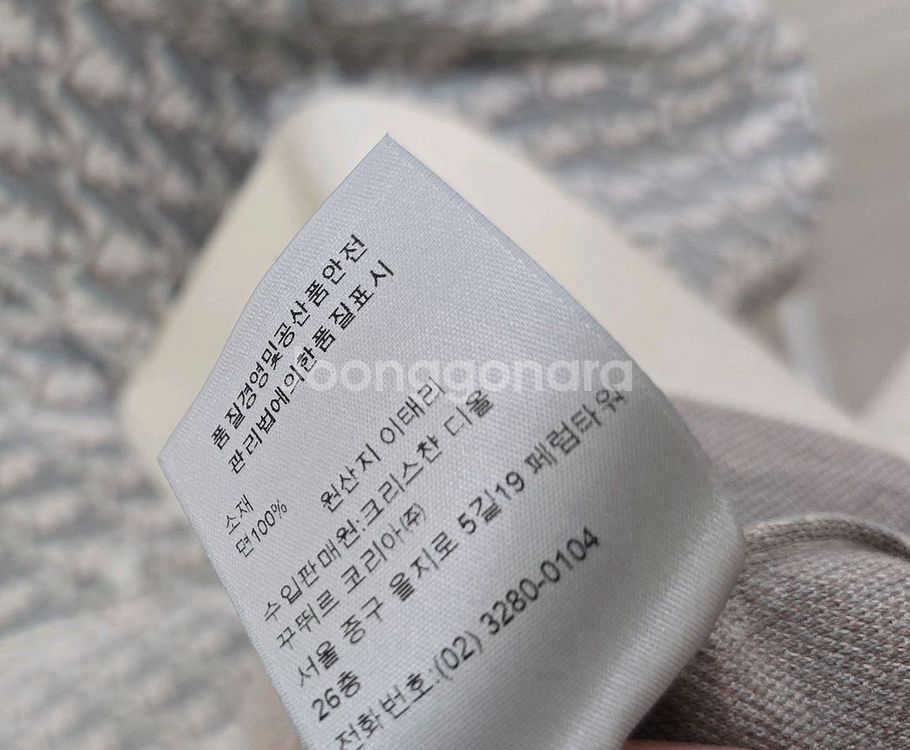 품질경영및공산품안전
관리법에의한품질표시
소재
면100%
원산지 이태리
수입판매원:크리스챤 디올
꾸뛰르 코리아㈜
서울 중구 을지로 5길19 페럼타워
26층
전화번호:(02) 3280-0104
joonggonara